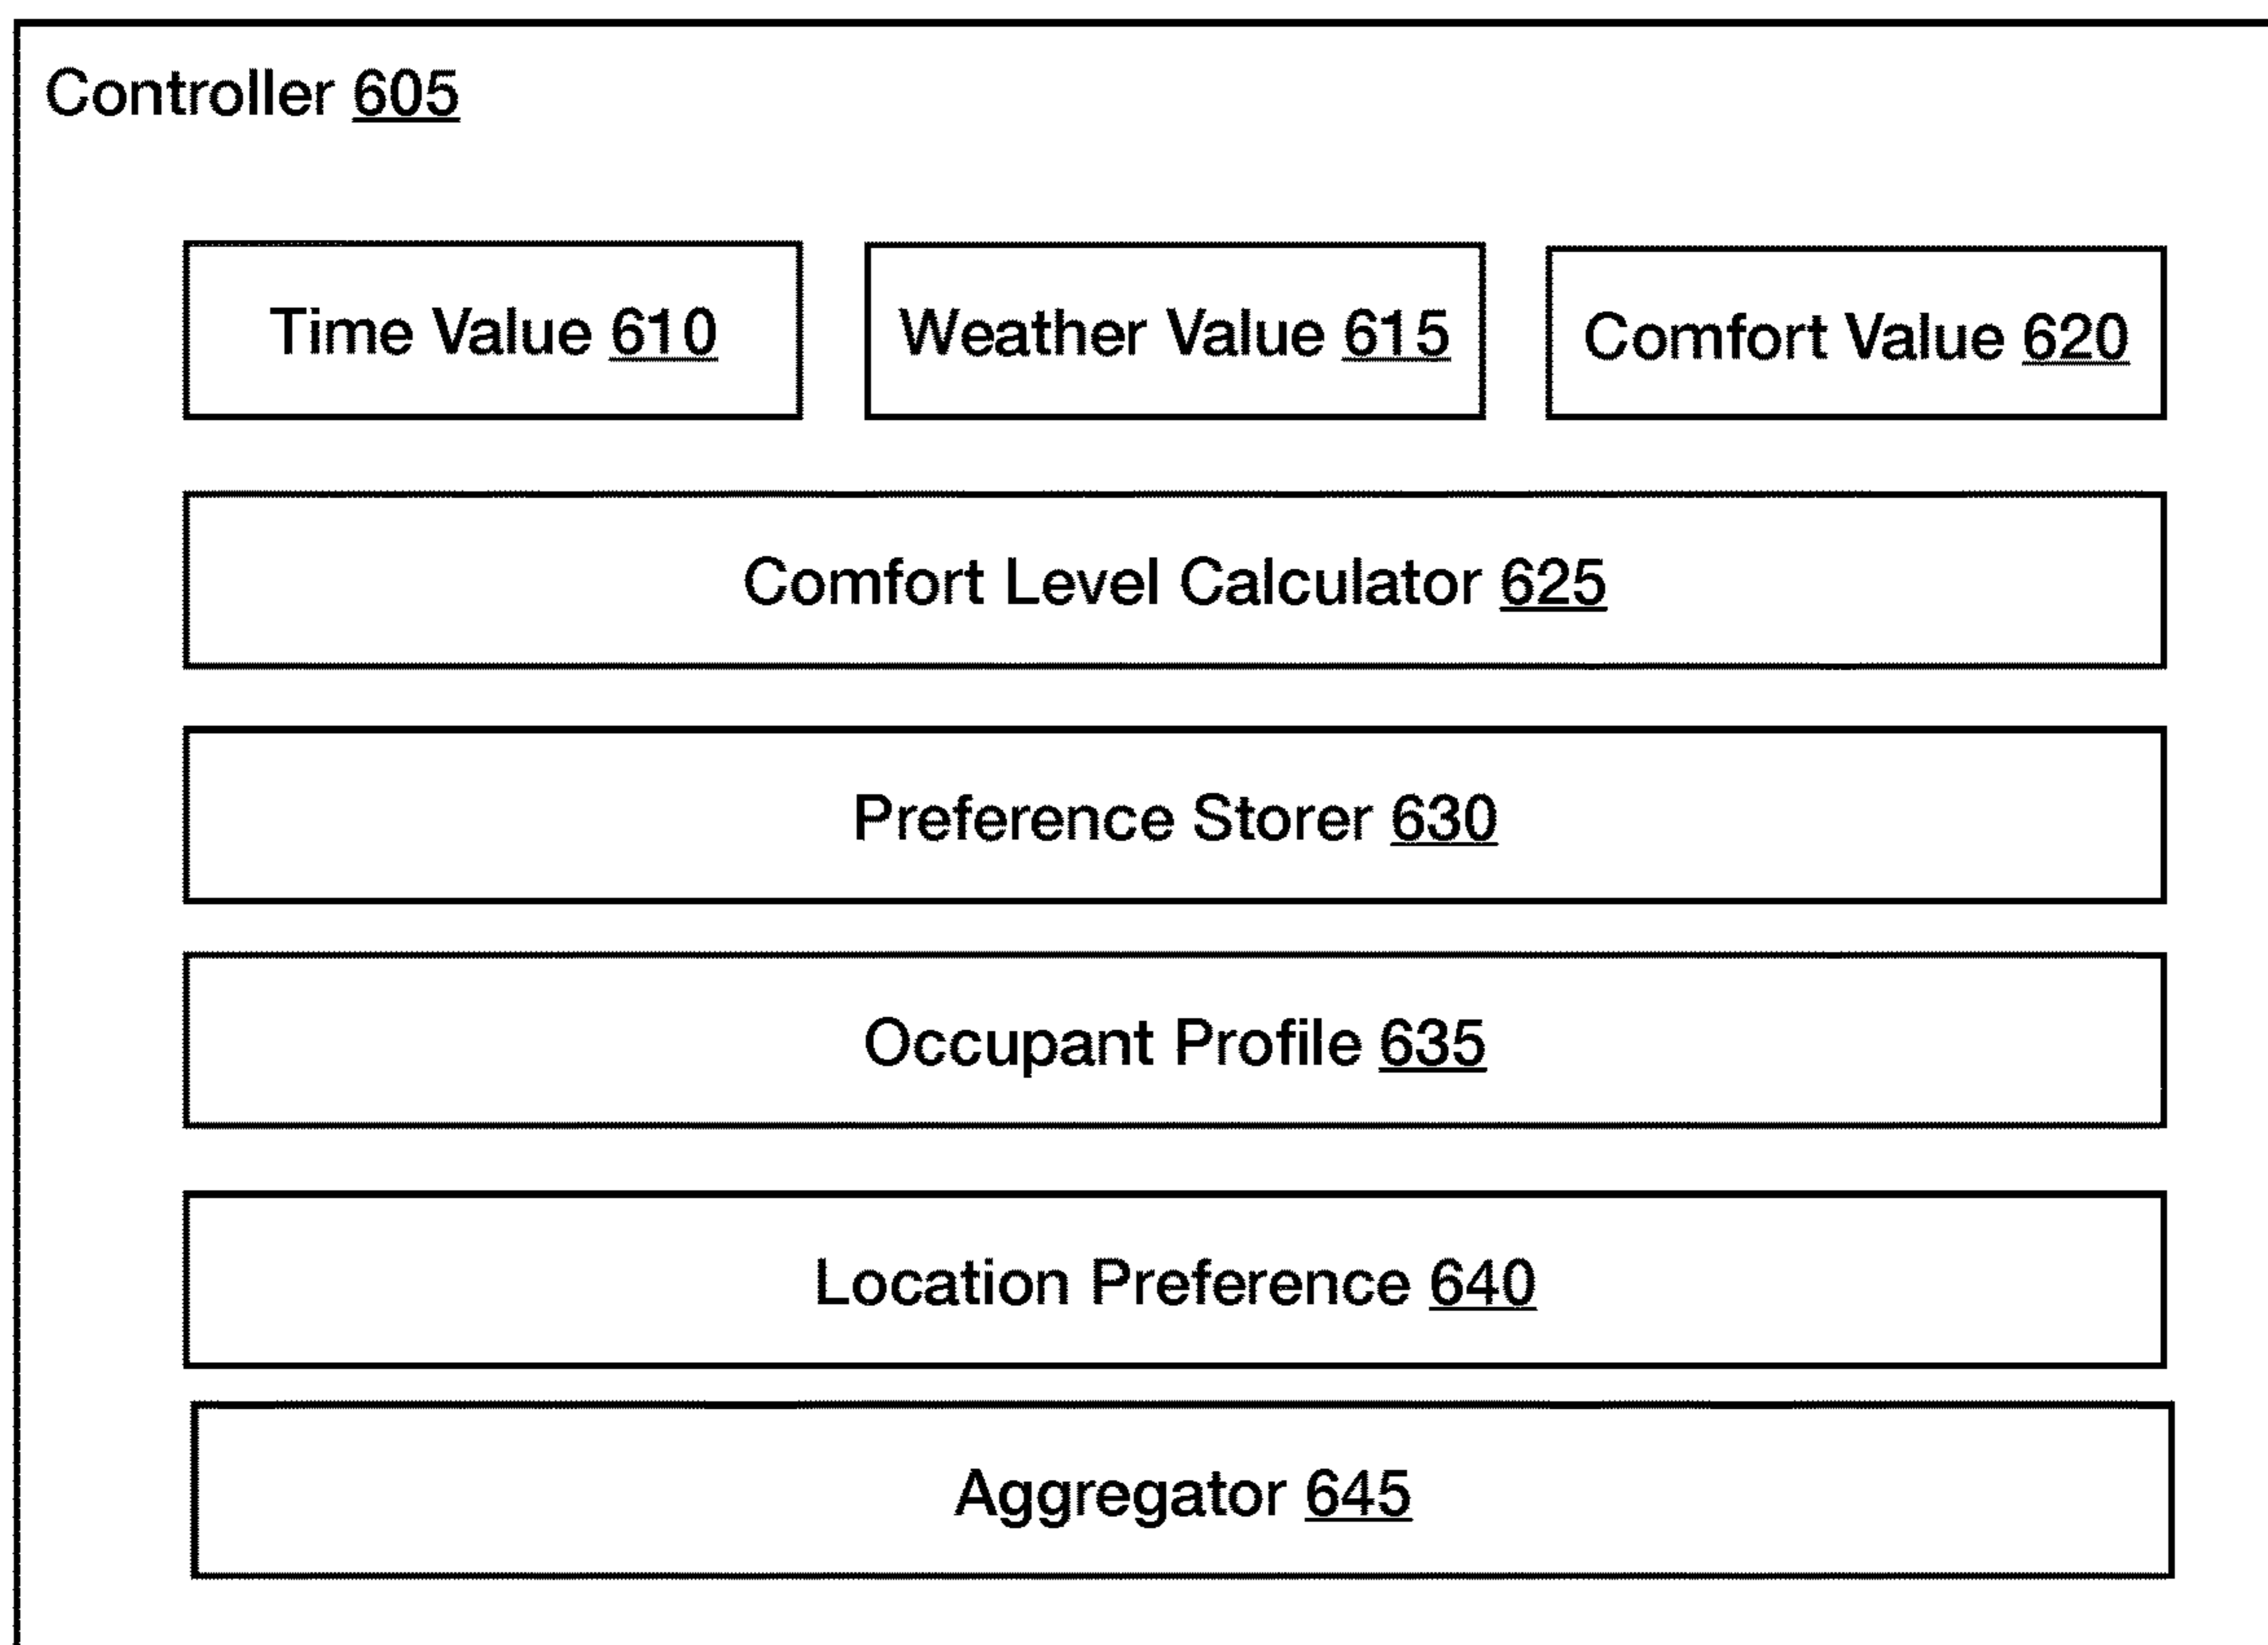 Controller 605
Time Value 610
Weather Value 615
Comfort Value 620
Comfort Level Calculator 625
Preference Storer 630
Occupant Profile 635
Location Preference 640
Aggregator 645